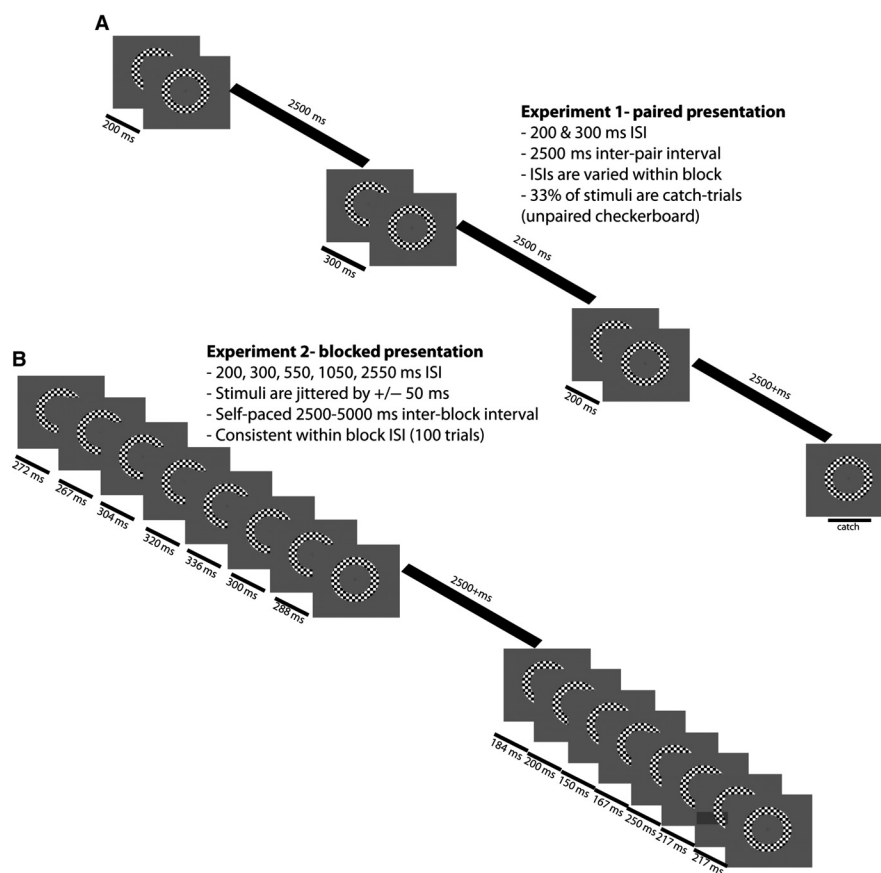 A
200 ms
2500 ms
Experiment 1- paired presentation
- 200 & 300 ms ISI
- 2500 ms inter-pair interval
- ISIs are varied within block
- 33% of stimuli are catch-trials
(unpaired checkerboard)
300 ms
2500 ms
200 ms
2500+ ms
catch
B
Experiment 2- blocked presentation
- 200, 300, 550, 1050, 2550 ms ISI
- Stimuli are jittered by +/− 50 ms
- Self-paced 2500-5000 ms inter-block interval
- Consistent within block ISI (100 trials)
272 ms
267 ms
304 ms
320 ms
336 ms
300 ms
288 ms
2500+ms
184 ms
200 ms
150 ms
167 ms
250 ms
217 ms
217 ms